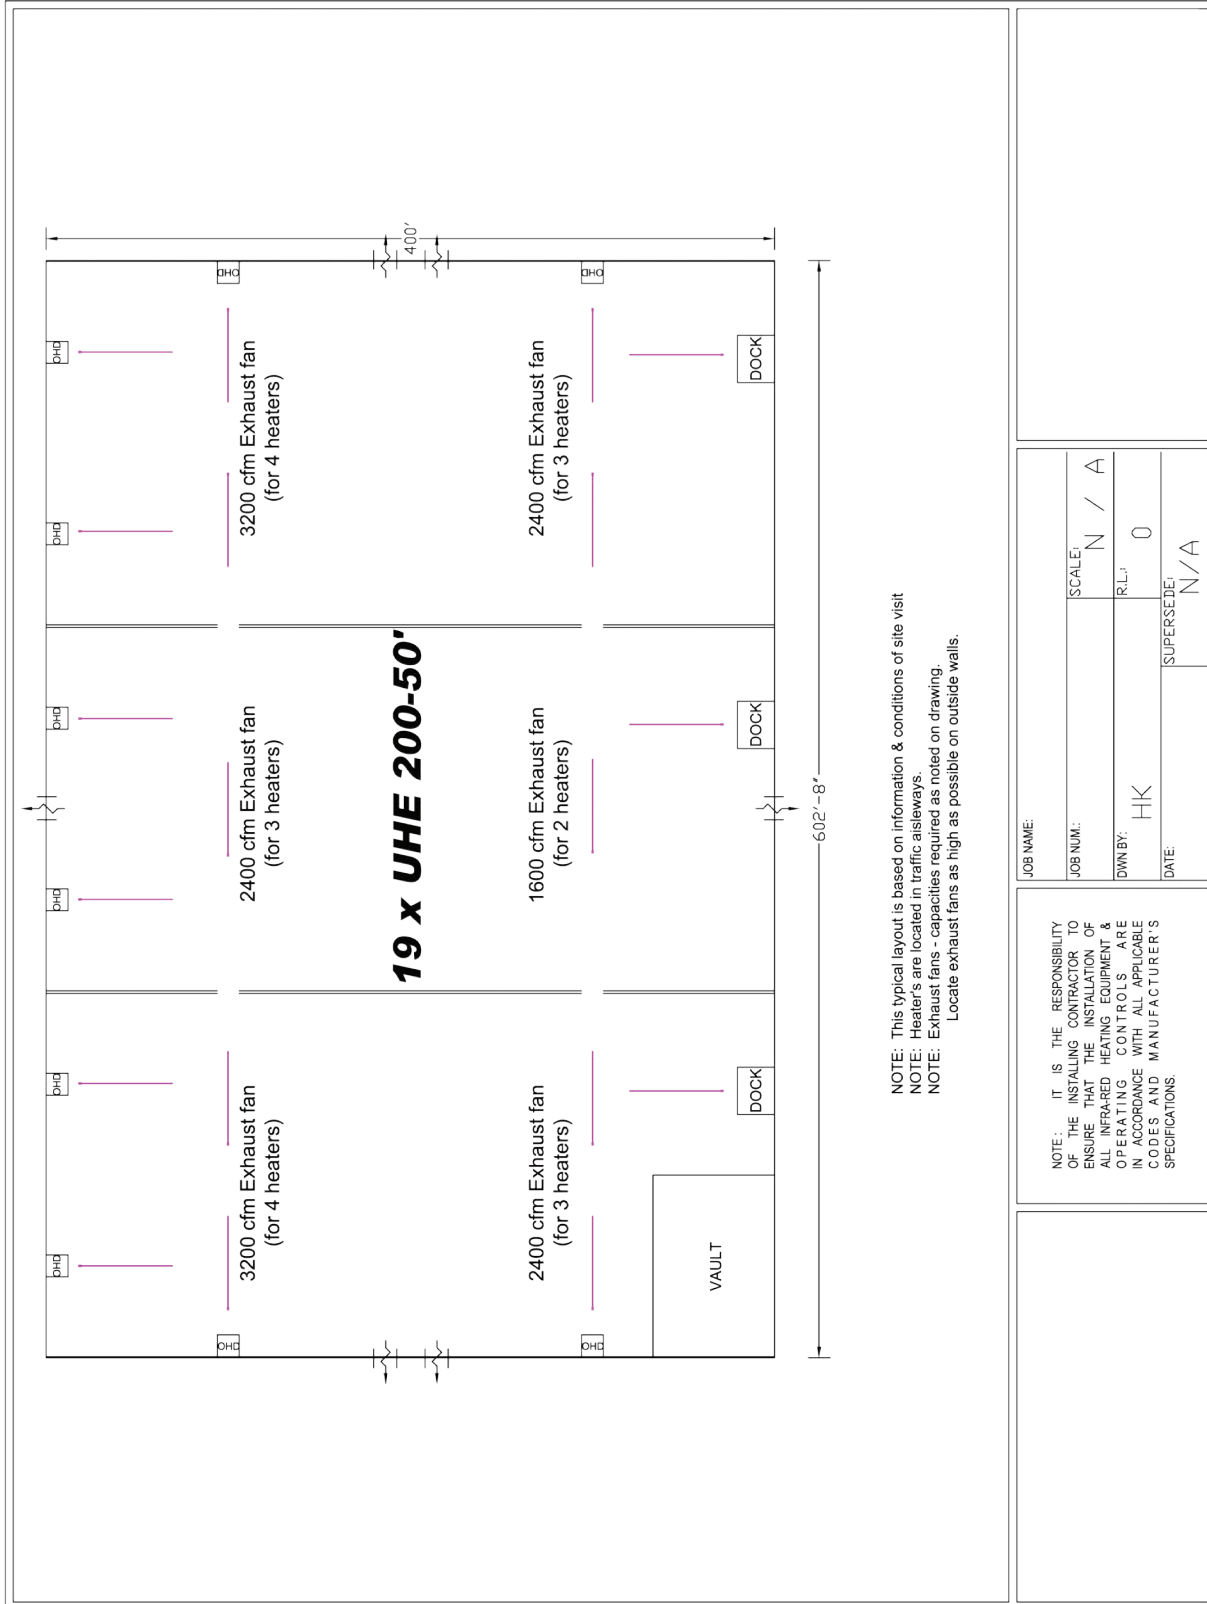 OHD
OHD
OHD
OHD
OHD
OHD
OHD
OHD
3200 cfm Exhaust fan
(for 4 heaters)
2400 cfm Exhaust fan
(for 3 heaters)
3200 cfm Exhaust fan
(for 4 heaters)
400'
19 x UHE 200-50'
2400 cfm Exhaust fan
(for 3 heaters)
1600 cfm Exhaust fan
(for 2 heaters)
2400 cfm Exhaust fan
(for 3 heaters)
OHD
OHD
VAULT
DOCK
DOCK
DOCK
602'-8"
NOTE: This typical layout is based on information & conditions of site visit
NOTE: Heater's are located in traffic aisleways.
NOTE: Exhaust fans - capacities required as noted on drawing.
Locate exhaust fans as high as possible on outside walls.
NOTE: IT IS THE RESPONSIBILITY
OF THE INSTALLING CONTRACTOR TO
ENSURE THAT THE INSTALLATION OF
ALL INFRA-RED HEATING EQUIPMENT &
OPERATING CONTROLS ARE
IN ACCORDANCE WITH ALL APPLICABLE
CODES AND MANUFACTURER'S
SPECIFICATIONS.
JOB NAME:
JOB NUM.:
SCALE: N / A
DWN BY: HK
R.L.: 0
DATE:
SUPERSEDE: N/A